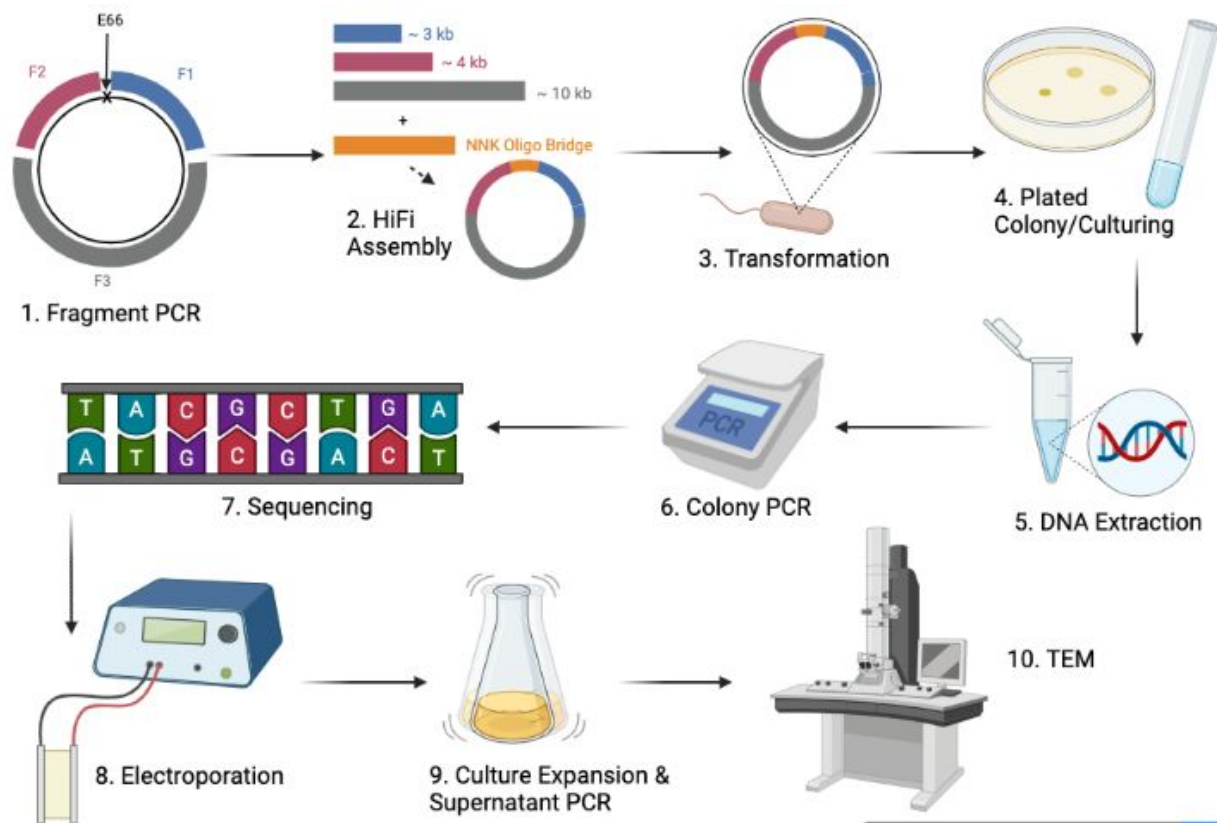 E66
F2
F1
F3
1. Fragment PCR
~ 3 kb
~ 4 kb
~ 10 kb
+
NNK Oligo Bridge
2. HiFi
Assembly
3. Transformation
4. Plated
Colony/Culturing
5. DNA Extraction
PCR
6. Colony PCR
T A C G C T G A
A T G C G A C T
7. Sequencing
8. Electroporation
9. Culture Expansion &
Supernatant PCR
10. TEM